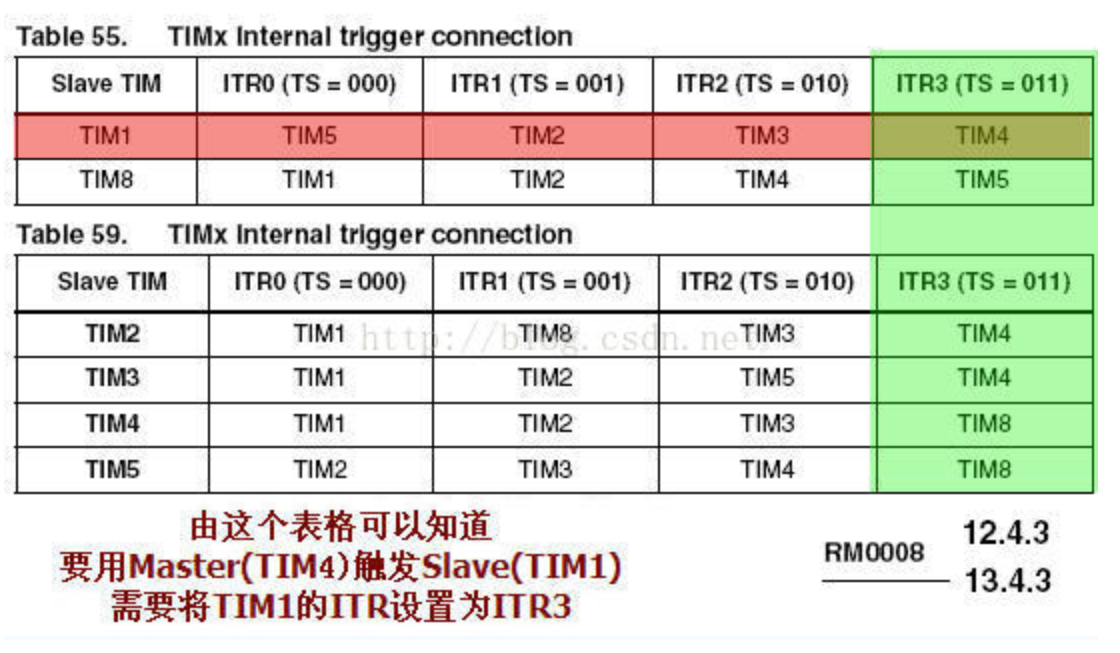 Table 55. TIMx Internal trigger connection
Slave TIM ITR0 (TS = 000) ITR1 (TS = 001) ITR2 (TS = 010) ITR3 (TS = 011)
TIM1 TIM5 TIM2 TIM3 TIM4
TIM8 TIM1 TIM2 TIM4 TIM5
Table 59. TIMx Internal trigger connection
Slave TIM ITR0 (TS = 000) ITR1 (TS = 001) ITR2 (TS = 010) ITR3 (TS = 011)
TIM2 TIM1 TIM8 TIM3 TIM4
http://blog.csdn.net/
TIM3 TIM1 TIM2 TIM5 TIM4
TIM4 TIM1 TIM2 TIM3 TIM8
TIM5 TIM2 TIM3 TIM4 TIM8
由这个表格可以知道
要用Master(TIM4)触发Slave(TIM1)
需要将TIM1的ITR设置为ITR3
RM0008
12.4.3
13.4.3